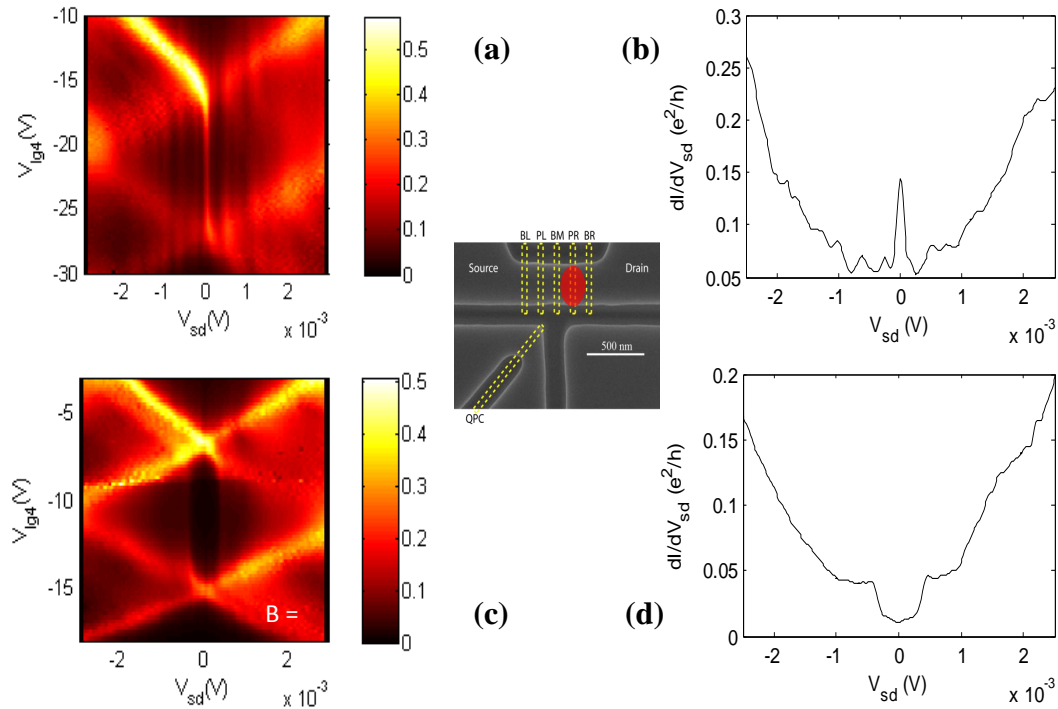 (a)
-10
-15
-20
-25
-30
V_lg4(V)
-2 0 2
V_sd(V)
x 10^-3
0.5
0.4
0.3
0.2
0.1
0
(b)
0.3
0.25
0.2
0.15
0.1
0.05
dI/dV_sd (e^2/h)
-2 -1 0 1 2
V_sd (V)
x 10^-3
BL PL BM PR BR
Source Drain
500 nm
QPC
(c)
-5
-10
-15
V_lg4(V)
B =
-2 0 2
V_sd(V)
x 10^-3
0.5
0.4
0.3
0.2
0.1
0
(d)
0.2
0.15
0.1
0.05
0
dI/dV_sd (e^2/h)
-2 -1 0 1 2
V_sd (V)
x 10^-3